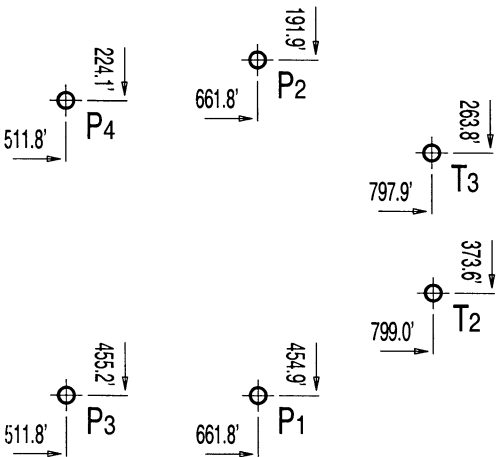 191.9'
224.1'
661.8'
P2
P4
511.8'
263.8'
T3
797.9'
373.6'
T2
799.0'
455.2'
454.9'
P3
P1
511.8'
661.8'